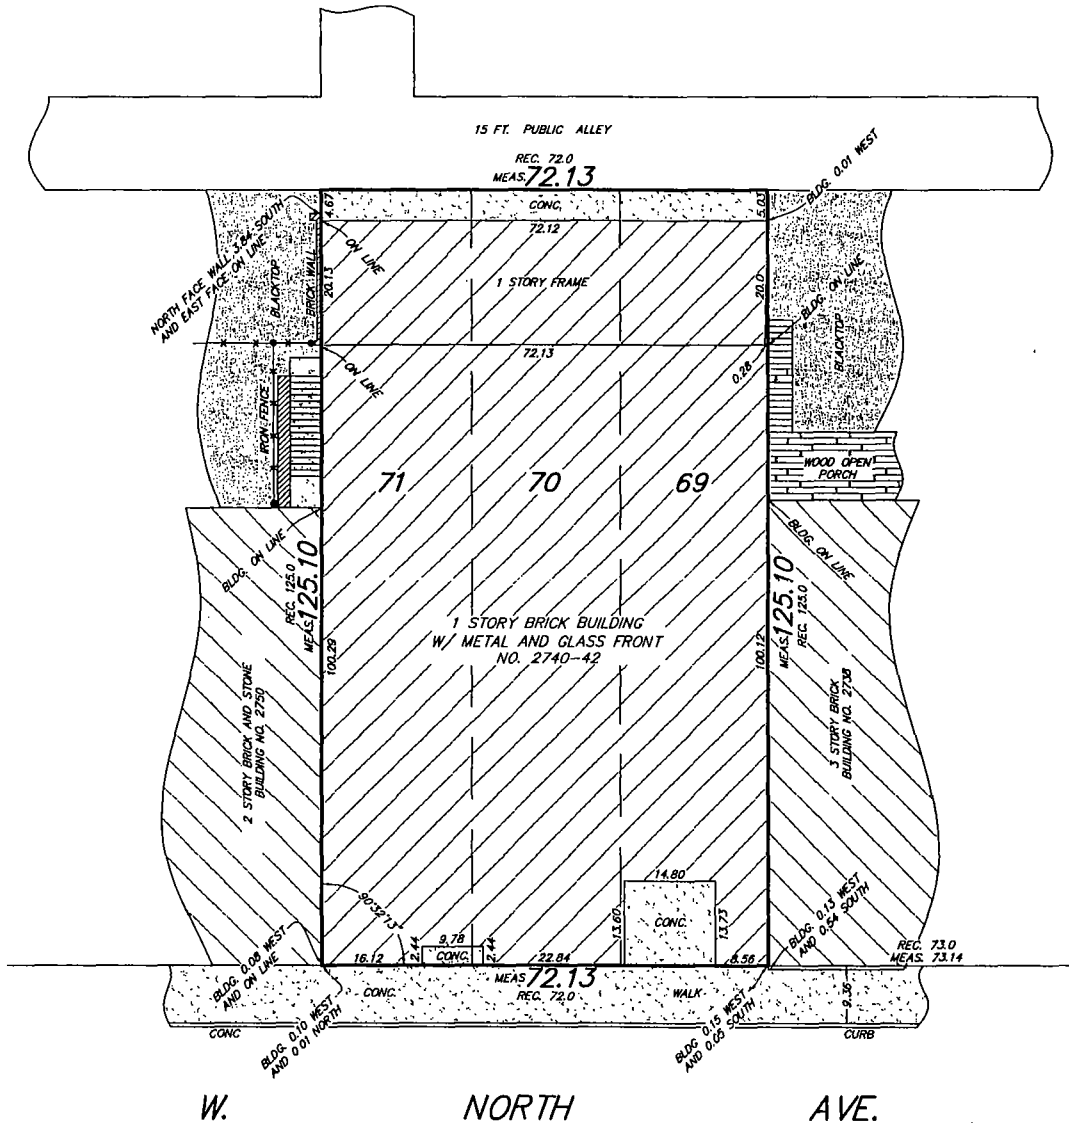 15 FT. PUBLIC ALLEY
REC. 72.0
MEAS. 72.13
BLDG. 0.01 WEST
4.67
CONC.
5.03
72.12
NORTH FACE WALL 3.84 SOUTH
AND EAST FACE ON LINE
BLACKTOP
BRICK WALL
20.13
ON LINE
1 STORY FRAME
20.0
BLDG. ON LINE
BLACKTOP
72.13
ON LINE
0.28
IRON FENCE
WOOD OPEN
PORCH
71
70
69
BLDG. ON LINE
BLDG. ON LINE
REC. 125.0
MEAS. 125.10
MEAS. 125.10
REC. 125.0
1 STORY BRICK BUILDING
W/ METAL AND GLASS FRONT
NO. 2740-42
100.29
100.12
2 STORY BRICK AND STONE
BUILDING NO. 2750
3 STORY BRICK
BUILDING NO. 2738
14.80
90°32'13"
13.60
CONC.
13.73
BLDG. 0.13 WEST
AND 0.54 SOUTH
9.78
2.44
CONC.
2.44
16.12
22.84
8.56
REC. 73.0
MEAS. 73.14
BLDG. 0.08 WEST
AND ON LINE
MEAS. 72.13
REC. 72.0
CONC.
WALK
9.36
BLDG. 0.10 WEST
AND 0.01 NORTH
BLDG. 0.15 WEST
AND 0.05 SOUTH
CONC
CURB
W. NORTH AVE.